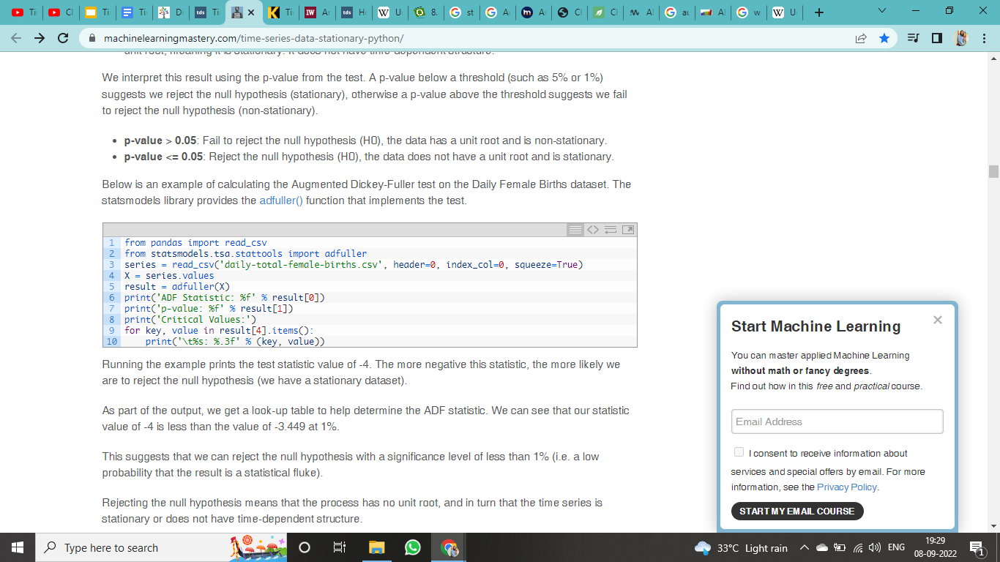 Ti
Cl
Ti
Ti
D
tds Ti
K Ti
IW A
tds H
W U
8.
G st
G A
m A
Cl
Cl
A
G au
A
G w
W U
machinelearningmastery.com/time-series-data-stationary-python/
unit root, meaning it is stationary. It does not have time-dependent structure.
We interpret this result using the p-value from the test. A p-value below a threshold (such as 5% or 1%)
suggests we reject the null hypothesis (stationary), otherwise a p-value above the threshold suggests we fail
to reject the null hypothesis (non-stationary).
• p-value > 0.05: Fail to reject the null hypothesis (H0), the data has a unit root and is non-stationary.
• p-value <= 0.05: Reject the null hypothesis (H0), the data does not have a unit root and is stationary.
Below is an example of calculating the Augmented Dickey-Fuller test on the Daily Female Births dataset. The
statsmodels library provides the adfuller() function that implements the test.
1 from pandas import read_csv
2 from statsmodels.tsa.stattools import adfuller
3 series = read_csv('daily-total-female-births.csv', header=0, index_col=0, squeeze=True)
4 X = series.values
5 result = adfuller(X)
6 print('ADF Statistic: %f' % result[0])
7 print('p-value: %f' % result[1])
8 print('Critical Values:')
9 for key, value in result[4].items():
10 print('\t%s: %.3f' % (key, value))
Running the example prints the test statistic value of -4. The more negative this statistic, the more likely we
are to reject the null hypothesis (we have a stationary dataset).
As part of the output, we get a look-up table to help determine the ADF statistic. We can see that our statistic
value of -4 is less than the value of -3.449 at 1%.
This suggests that we can reject the null hypothesis with a significance level of less than 1% (i.e. a low
probability that the result is a statistical fluke).
Rejecting the null hypothesis means that the process has no unit root, and in turn that the time series is
stationary or does not have time-dependent structure.
Start Machine Learning
You can master applied Machine Learning
without math or fancy degrees.
Find out how in this free and practical course.
Email Address
I consent to receive information about
services and special offers by email. For more
information, see the Privacy Policy.
START MY EMAIL COURSE
Type here to search
33°C Light rain
ENG
19:29
08-09-2022
1